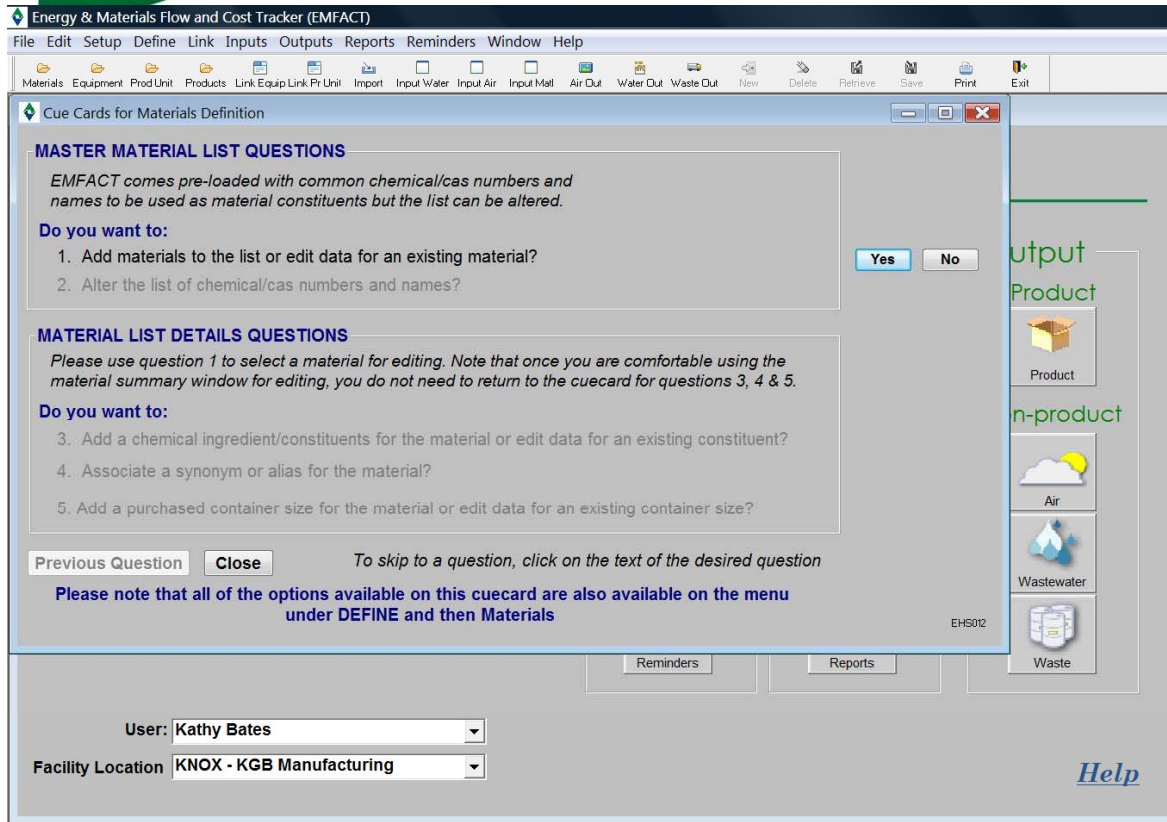 Energy & Materials Flow and Cost Tracker (EMFACT)
File Edit Setup Define Link Inputs Outputs Reports Reminders Window Help
Materials Equipment Prod Unit Products Link Equip Link Pr Unit Import Input Water Input Air Input Matl Air Out Water Out Waste Out New Delete Retrieve Save Print Exit
Cue Cards for Materials Definition
MASTER MATERIAL LIST QUESTIONS
EMFACT comes pre-loaded with common chemical/cas numbers and
names to be used as material constituents but the list can be altered.
Do you want to:
1. Add materials to the list or edit data for an existing material?
Yes No
2. Alter the list of chemical/cas numbers and names?
MATERIAL LIST DETAILS QUESTIONS
Please use question 1 to select a material for editing. Note that once you are comfortable using the
material summary window for editing, you do not need to return to the cuecard for questions 3, 4 & 5.
Do you want to:
3. Add a chemical ingredient/constituents for the material or edit data for an existing constituent?
4. Associate a synonym or alias for the material?
5. Add a purchased container size for the material or edit data for an existing container size?
Previous Question Close To skip to a question, click on the text of the desired question
Please note that all of the options available on this cuecard are also available on the menu
under DEFINE and then Materials
EHS012
utput
Product
Product
n-product
Air
Wastewater
Waste
Reminders Reports
User: Kathy Bates
Facility Location KNOX - KGB Manufacturing
Help